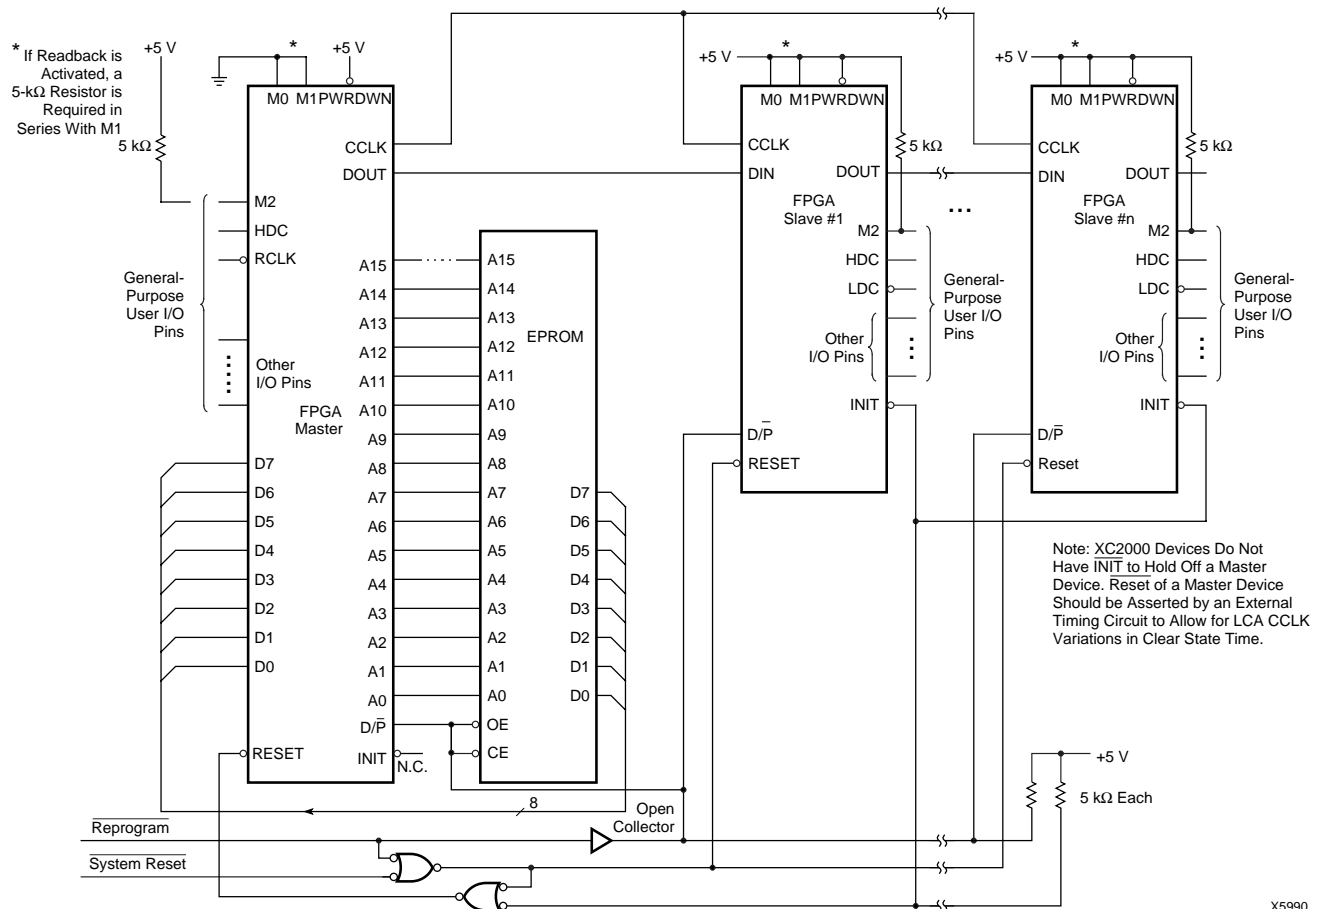 * If Readback is
Activated, a
5-kΩ Resistor is
Required in
Series With M1
+5 V
*
+5 V
5 kΩ
M0
M1
PWRDWN
CCLK
DOUT
M2
HDC
RCLK
General-
Purpose
User I/O
Pins
Other
I/O Pins
FPGA
Master
D7
D6
D5
D4
D3
D2
D1
D0
RESET
A15
A14
A13
A12
A11
A10
A9
A8
A7
A6
A5
A4
A3
A2
A1
A0
D/P̅
INIT
N.C.
EPROM
A15
A14
A13
A12
A11
A10
A9
A8
A7
A6
A5
A4
A3
A2
A1
A0
OE
CE
D7
D6
D5
D4
D3
D2
D1
D0
8
+5 V
*
M0
M1
PWRDWN
5 kΩ
CCLK
DIN
DOUT
FPGA
Slave #1
M2
HDC
LDC
Other
I/O Pins
General-
Purpose
User I/O
Pins
INIT
D/P̅
RESET
...
+5 V
*
M0
M1
PWRDWN
5 kΩ
CCLK
DIN
DOUT
FPGA
Slave #n
M2
HDC
LDC
Other
I/O Pins
General-
Purpose
User I/O
Pins
INIT
D/P̅
Reset
Note: XC2000 Devices Do Not
Have I̅N̅I̅T̅ to Hold Off a Master
Device. R̅e̅s̅e̅t̅ of a Master Device
Should be Asserted by an External
Timing Circuit to Allow for LCA CCLK
Variations in Clear State Time.
+5 V
5 kΩ Each
Open
Collector
R̅e̅p̅r̅o̅g̅r̅a̅m̅
S̅y̅s̅t̅e̅m̅ ̅R̅e̅s̅e̅t̅
X5990